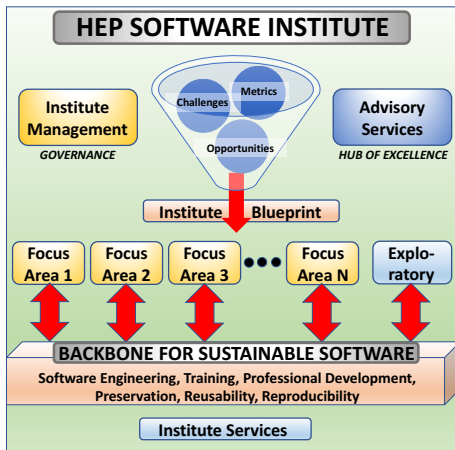 HEP SOFTWARE INSTITUTE
Institute
Management
GOVERNANCE
Challenges
Metrics
Opportunities
Advisory
Services
HUB OF EXCELLENCE
Institute Blueprint
Focus
Area 1
Focus
Area 2
Focus
Area 3
Focus
Area N
Explo-
ratory
BACKBONE FOR SUSTAINABLE SOFTWARE
Software Engineering, Training, Professional Development,
Preservation, Reusability, Reproducibility
Institute Services